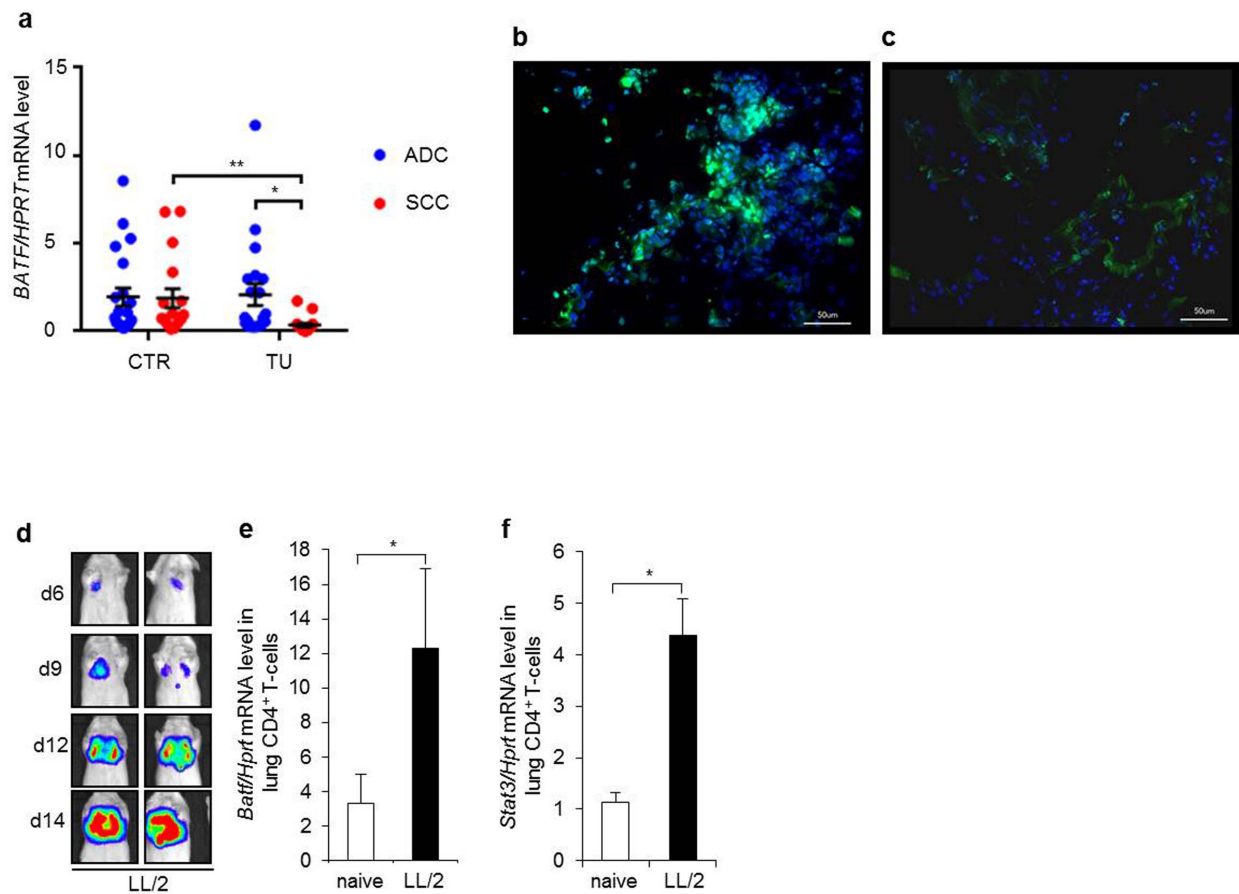 a
BATF/HPRT mRNA level
15
10
5
0
CTR
TU
**
*
ADC
SCC
b
50um
c
50um
d
d6
d9
d12
d14
LL/2
e
Batf/Hprt mRNA level in
lung CD4⁺ T-cells
18
16
14
12
10
8
6
4
2
0
*
naive
LL/2
f
Stat3/Hprt mRNA level in
lung CD4⁺ T-cells
6
5
4
3
2
1
0
*
naive
LL/2